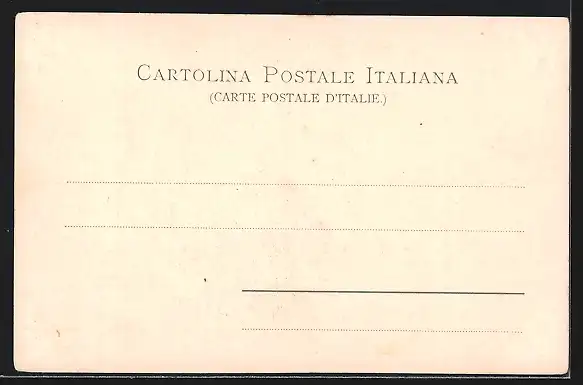 CARTOLINA POSTALE ITALIANA
(CARTE POSTALE D'ITALIE.)